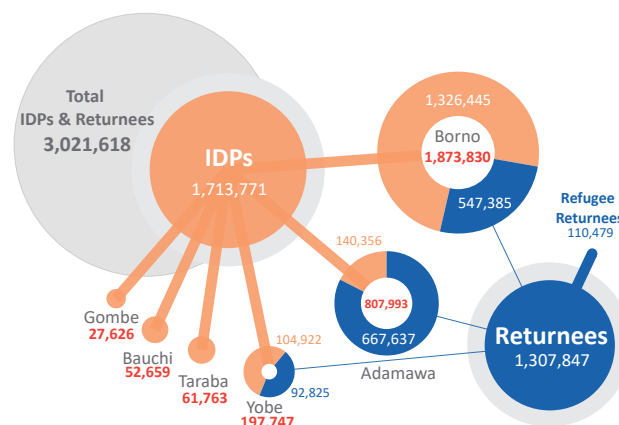 Total
IDPs & Returnees
3,021,618
IDPs
1,713,771
1,326,445
Borno
1,873,830
547,385
Refugee
Returnees
110,479
140,356
807,993
667,637
Adamawa
Returnees
1,307,847
Gombe
27,626
Bauchi
52,659
Taraba
61,763
104,922
92,825
Yobe
197,747